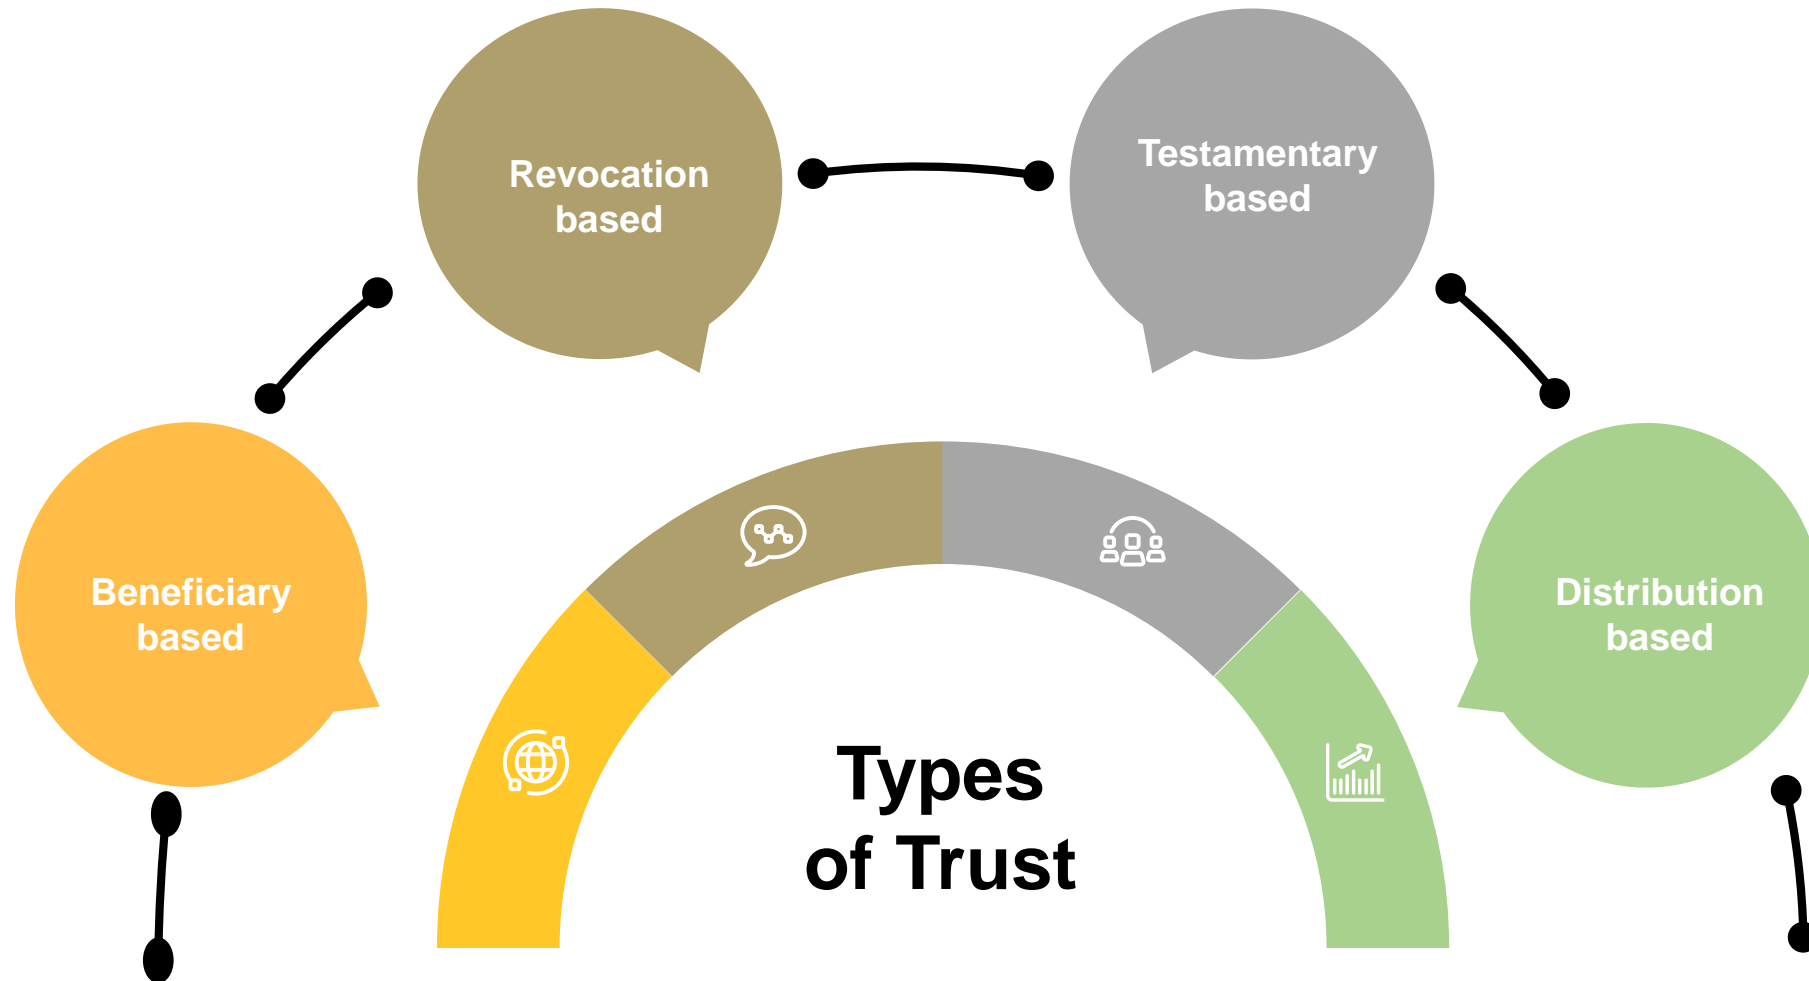 Revocation
based
Testamentary
based
Beneficiary
based
Distribution
based
Types
of Trust